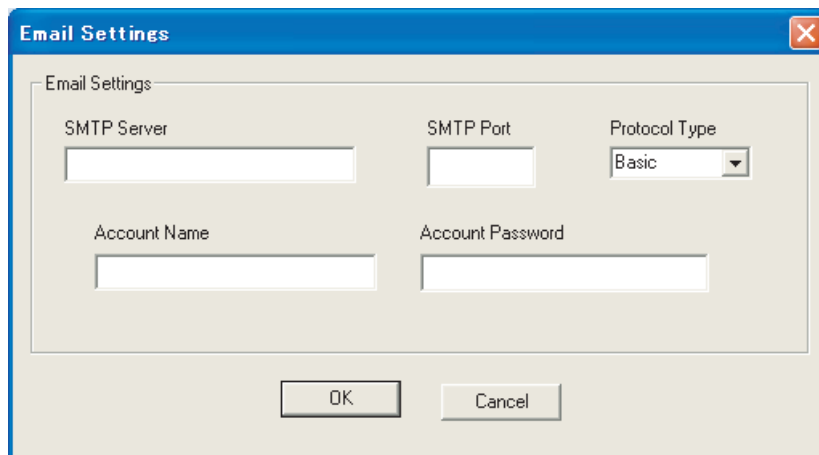 Email Settings
Email Settings
SMTP Server
SMTP Port
Protocol Type
Basic
Account Name
Account Password
OK
Cancel